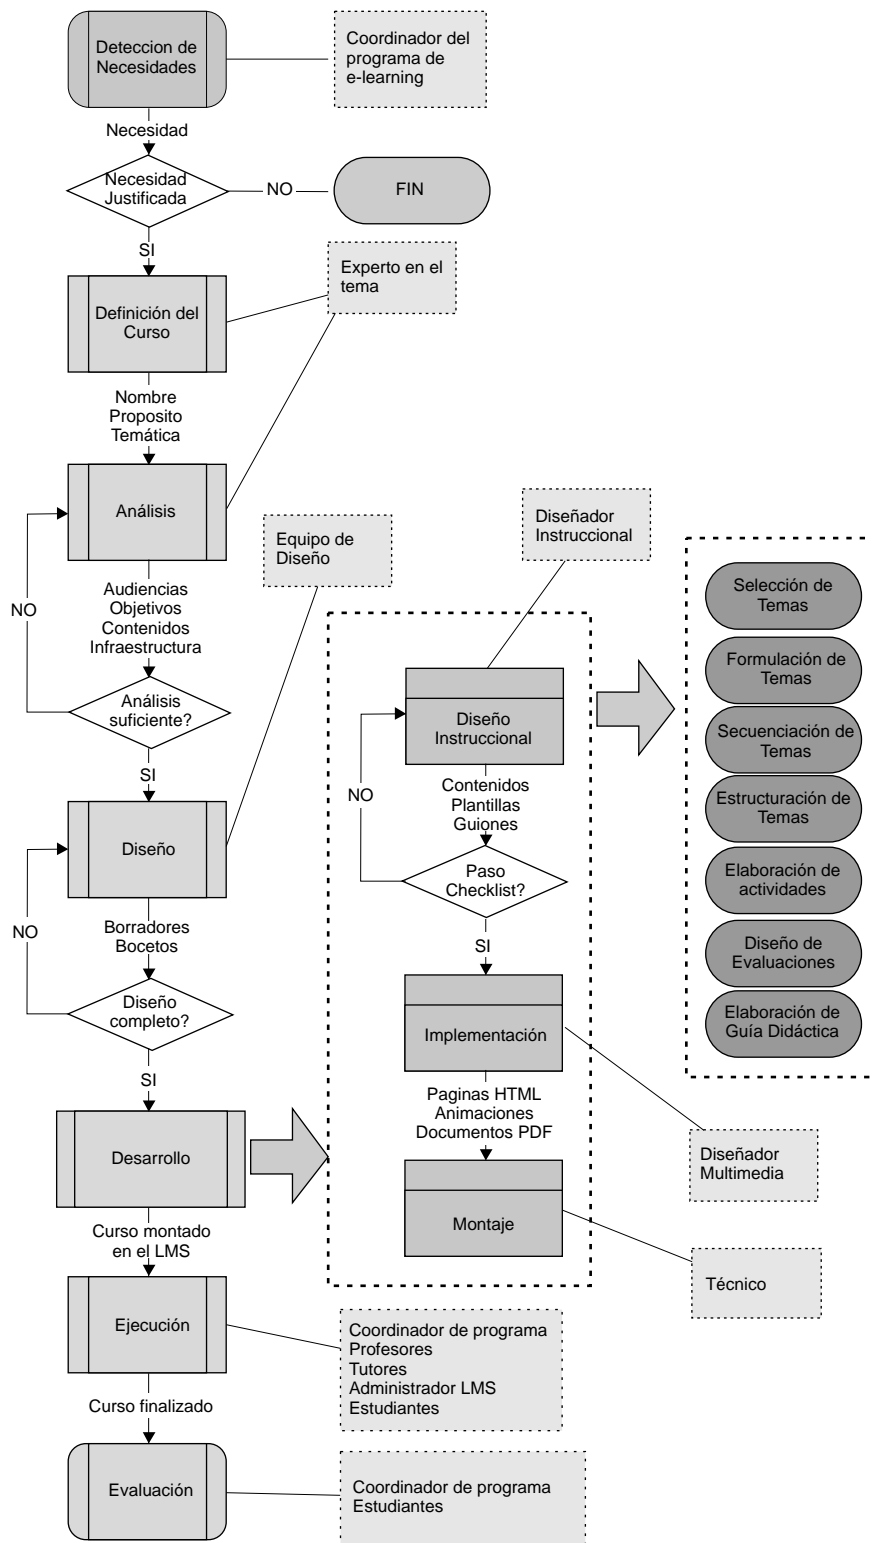 Deteccion de
Necesidades
Coordinador del
programa de
e-learning
Necesidad
Necesidad
Justificada
NO
FIN
SI
Experto en el
tema
Definición del
Curso
Nombre
Proposito
Temática
Análisis
Audiencias
Objetivos
Contenidos
Infraestructura
NO
Análisis
suficiente?
SI
Equipo de
Diseño
Diseño
Borradores
Bocetos
NO
Diseño
completo?
SI
Desarrollo
Curso montado
en el LMS
Ejecución
Coordinador de programa
Profesores
Tutores
Administrador LMS
Estudiantes
Curso finalizado
Evaluación
Coordinador de programa
Estudiantes
Diseñador
Instruccional
Diseño
Instruccional
Contenidos
Plantillas
Guiones
NO
Paso
Checklist?
SI
Implementación
Paginas HTML
Animaciones
Documentos PDF
Montaje
Diseñador
Multimedia
Técnico
Selección de
Temas
Formulación de
Temas
Secuenciación de
Temas
Estructuración de
Temas
Elaboración de
actividades
Diseño de
Evaluaciones
Elaboración de
Guía Didáctica